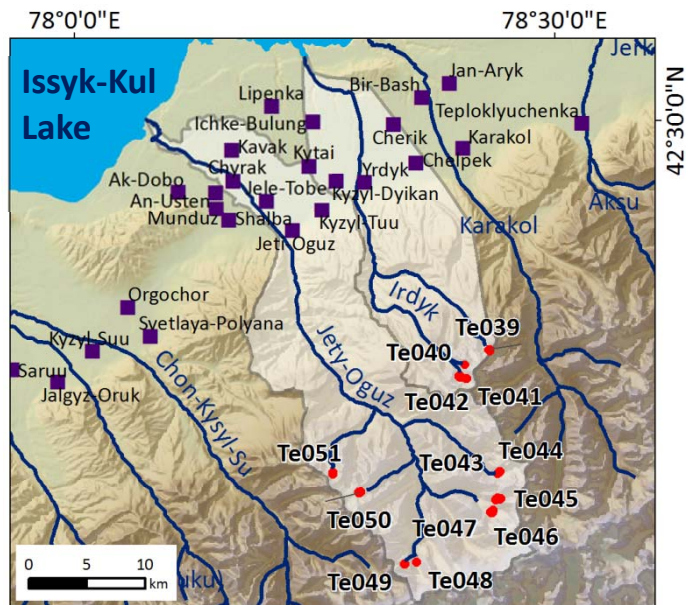 78°0'0"E
78°30'0"E
Issyk-Kul
Lake
42°30'0"N
Jan-Aryk
Bir-Bash
Lipenka
Teploklyuchenka
Ichke-Bulung
Cherik
Karakol
Kavak
Kytai
Chelpek
Chyrak
Yrdyk
Ak-Dobo
Jele-Tobe
Kyzyl-Dyikan
An-Usten
Aksu
Munduz
Shalba
Kyzyl-Tuu
Karakol
Jeti Oguz
Irdyk
Orgochor
Te039
Svetlaya-Polyana
Kyzyl-Suu
Te040
Jety-Oguz
Saruu
Chon-Kysyl-Su
Te041
Jalgyz-Oruk
Te042
Te051
Te043
Te044
Te045
Te050
Te047
Te046
0 5 10
km
Te049
Te048